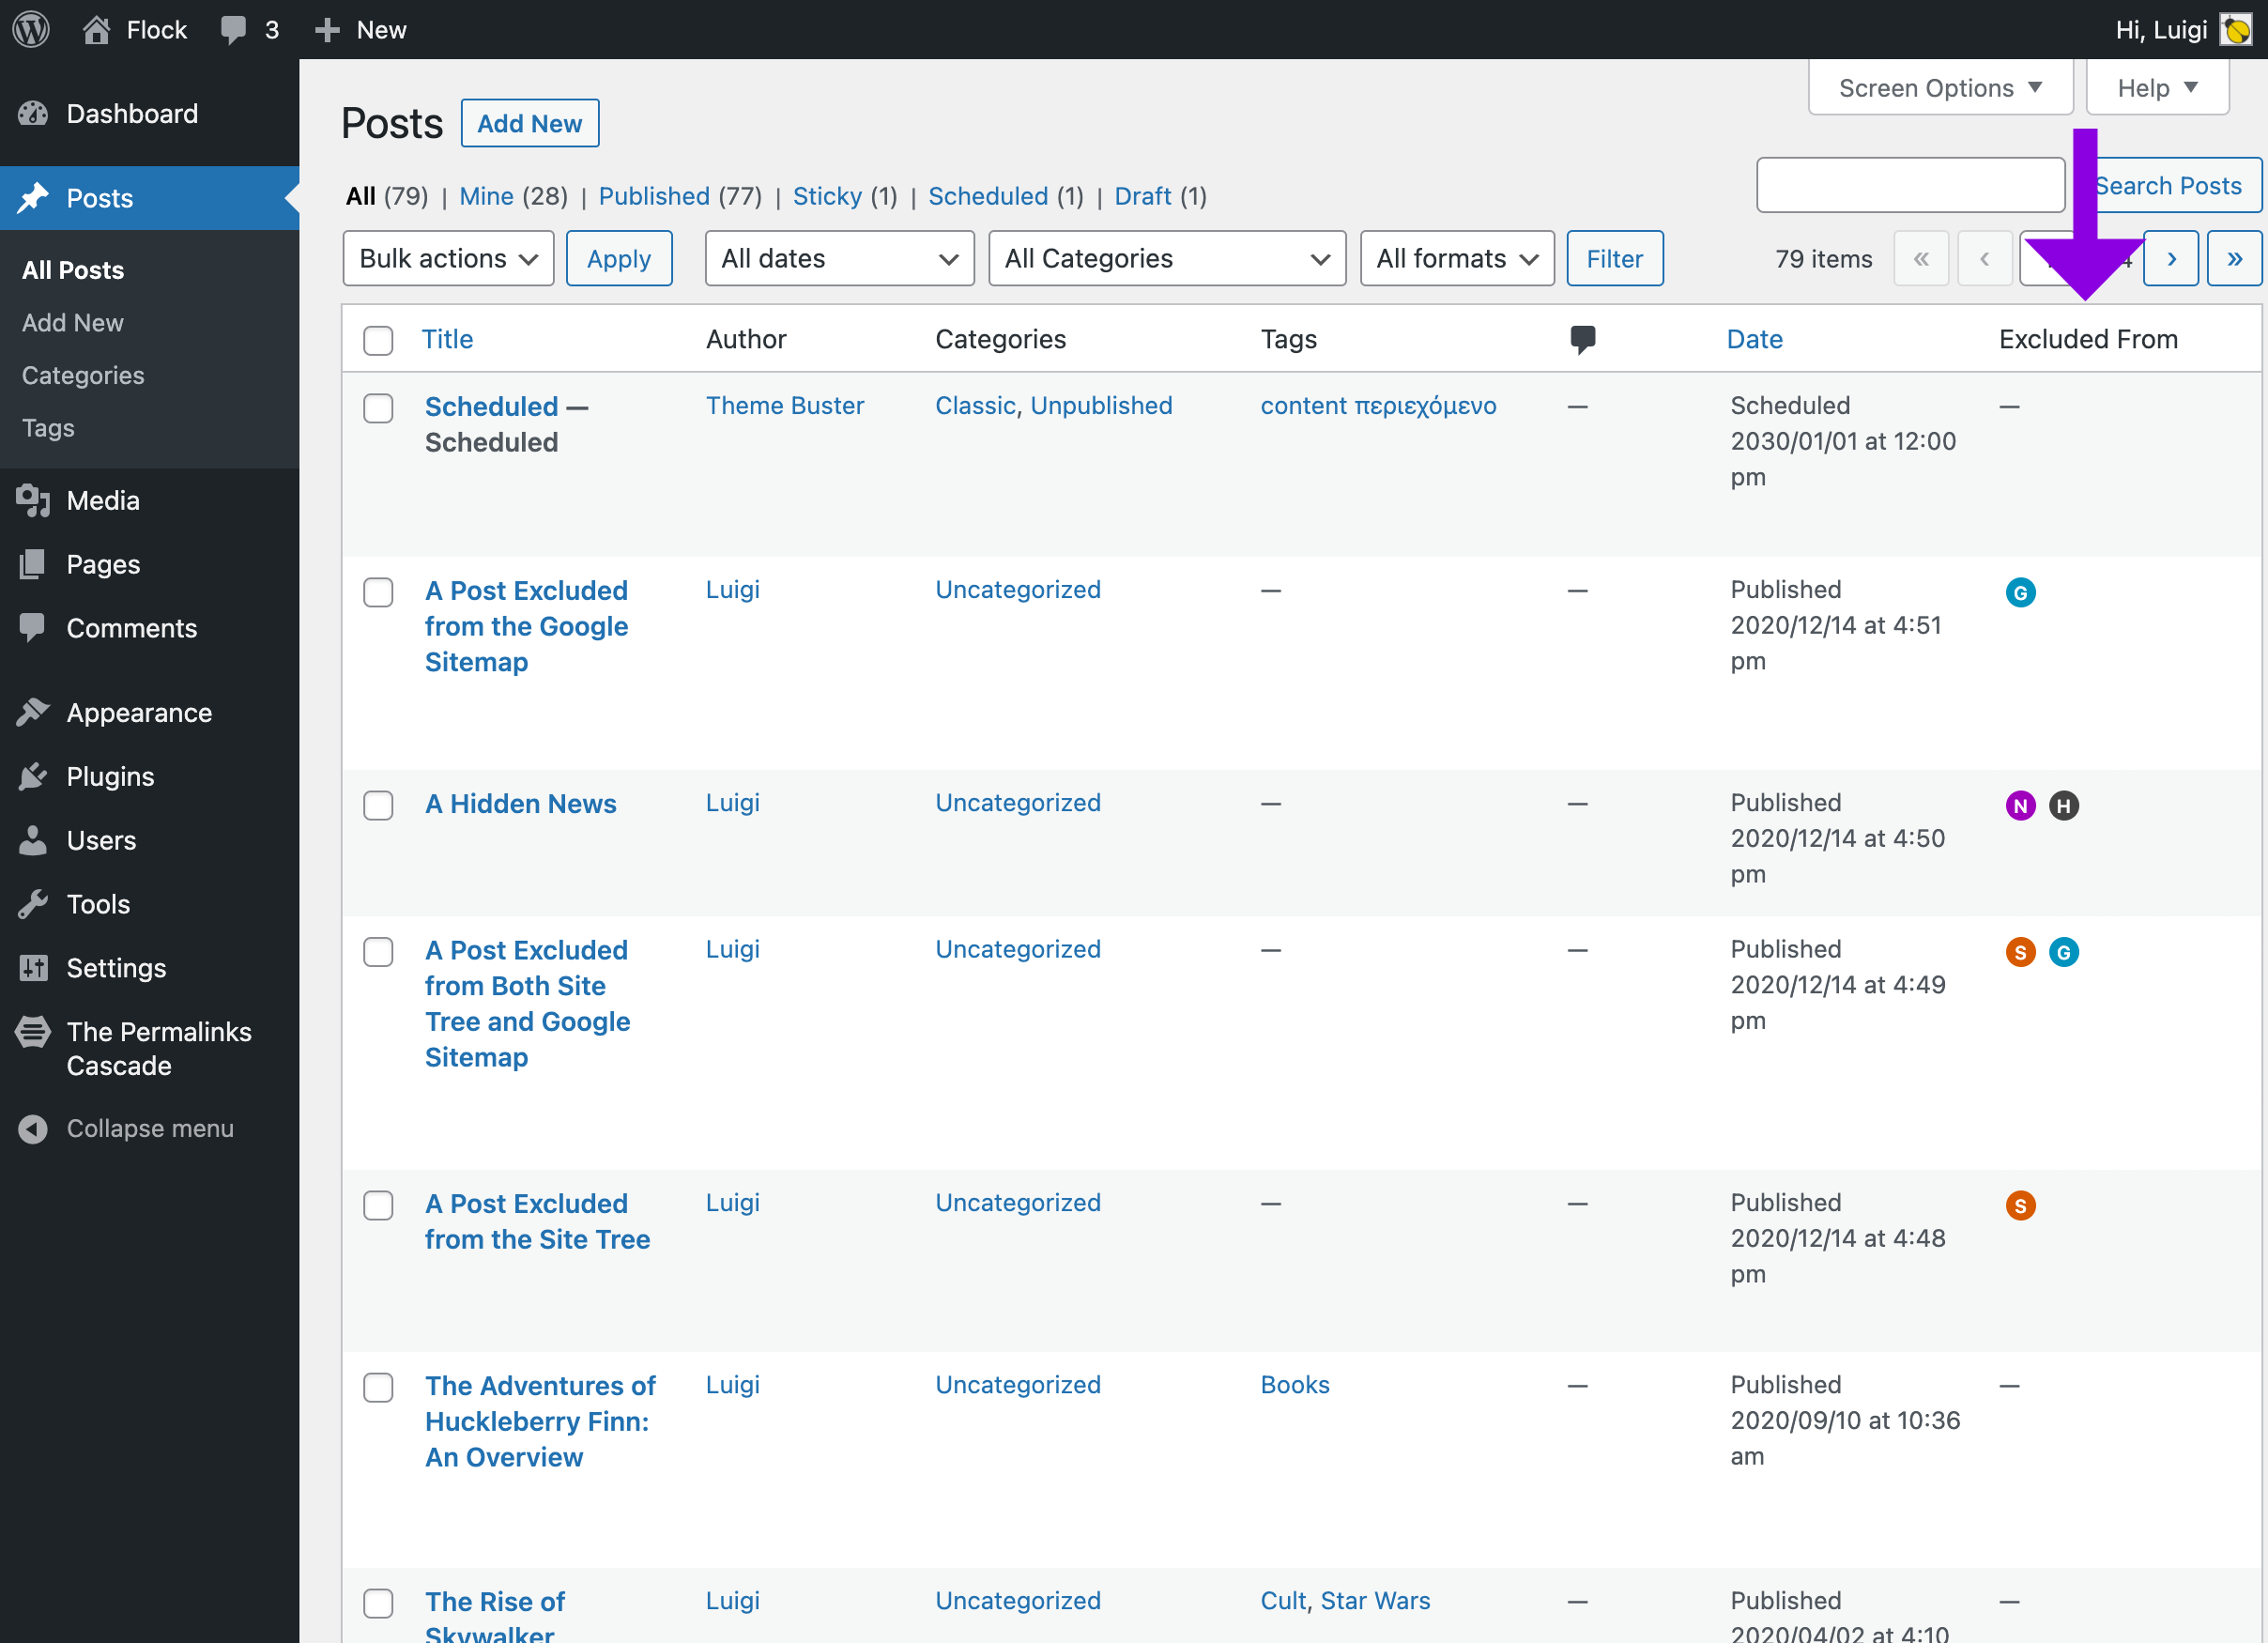 Flock 3 New Hi, Luigi
Dashboard
Posts
All Posts
Add New
Categories
Tags
Media
Pages
Comments
Appearance
Plugins
Users
Tools
Settings
The Permalinks
Cascade
Collapse menu
Screen Options ▼ Help ▼
Posts Add New
All (79) | Mine (28) | Published (77) | Sticky (1) | Scheduled (1) | Draft (1)
Search Posts
Bulk actions Apply All dates All Categories All formats Filter 79 items « ‹ › »
Title Author Categories Tags Date Excluded From
Scheduled — Theme Buster Classic, Unpublished content περιεχόμενο — Scheduled —
Scheduled 2030/01/01 at 12:00
pm
A Post Excluded Luigi Uncategorized — — Published G
from the Google 2020/12/14 at 4:51
Sitemap pm
A Hidden News Luigi Uncategorized — — Published N H
2020/12/14 at 4:50
pm
A Post Excluded Luigi Uncategorized — — Published S G
from Both Site 2020/12/14 at 4:49
Tree and Google pm
Sitemap
A Post Excluded Luigi Uncategorized — — Published S
from the Site Tree 2020/12/14 at 4:48
pm
The Adventures of Luigi Uncategorized Books — Published —
Huckleberry Finn: 2020/09/10 at 10:36
An Overview am
The Rise of Luigi Uncategorized Cult, Star Wars — Published —
Skywalker 2020/04/02 at 4:10